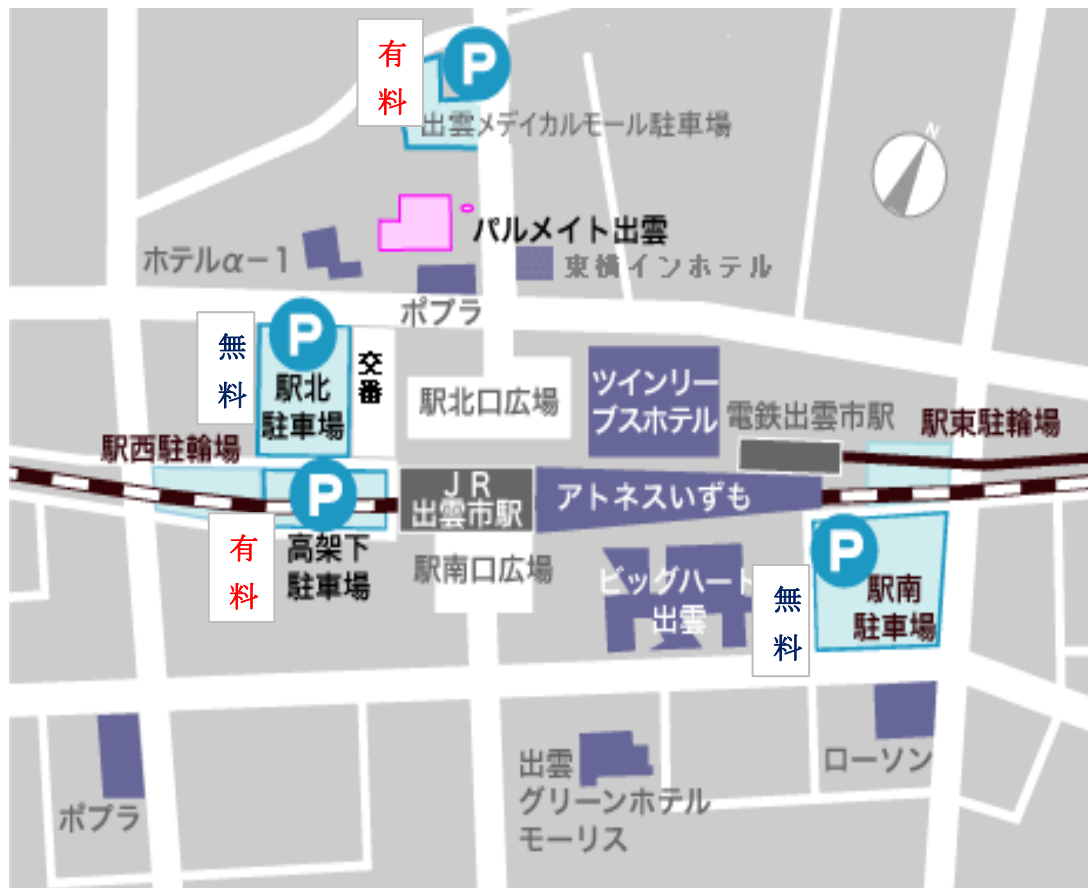 有
料
P
出雲メディカルモール駐車場
N
パルメイト出雲
ホテルα－１
東横インホテル
ポプラ
無
料
P
駅北
駐車場
交
番
駅北口広場
ツインリー
ブスホテル
電鉄出雲市駅
駅東駐輪場
駅西駐輪場
P
ＪＲ
出雲市駅
アトネスいずも
有
料
高架下
駐車場
駅南口広場
ビッグハート
出雲
無
料
P
駅南
駐車場
ポプラ
出雲
グリーンホテル
モーリス
ローソン